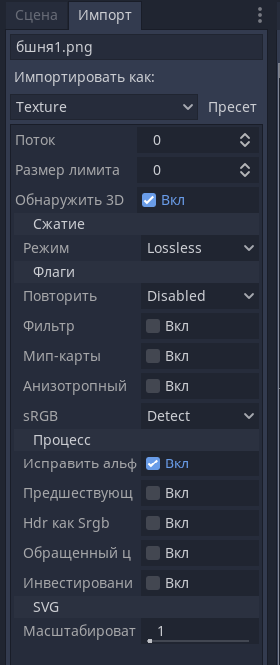 Сцена Импорт
бшня1.png
Импортировать как:
Texture Пресет
Поток 0
Размер лимита 0
Обнаружить 3D Вкл
Сжатие
Режим Lossless
Флаги
Повторить Disabled
Фильтр Вкл
Мип-карты Вкл
Анизотропный Вкл
sRGB Detect
Процесс
Исправить альф Вкл
Предшествующ Вкл
Hdr как Srgb Вкл
Обращенный ц Вкл
Инвестировани Вкл
SVG
Масштабироват 1